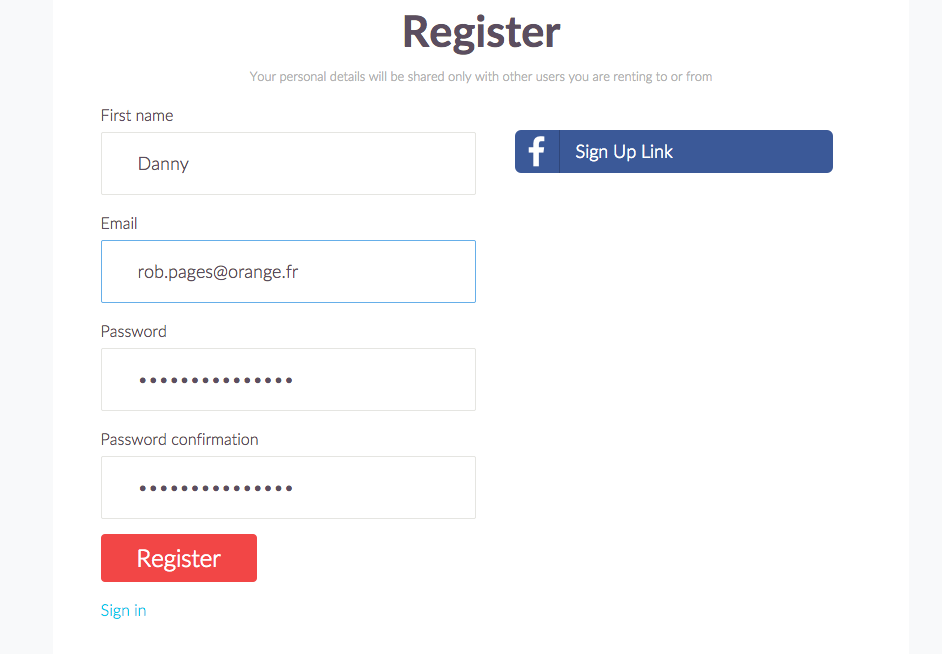 Register
Your personal details will be shared only with other users you are renting to or from
First name
Danny
Email
rob.pages@orange.fr
Password
•••••••••••••••
Password confirmation
•••••••••••••••
Register
Sign in
f Sign Up Link